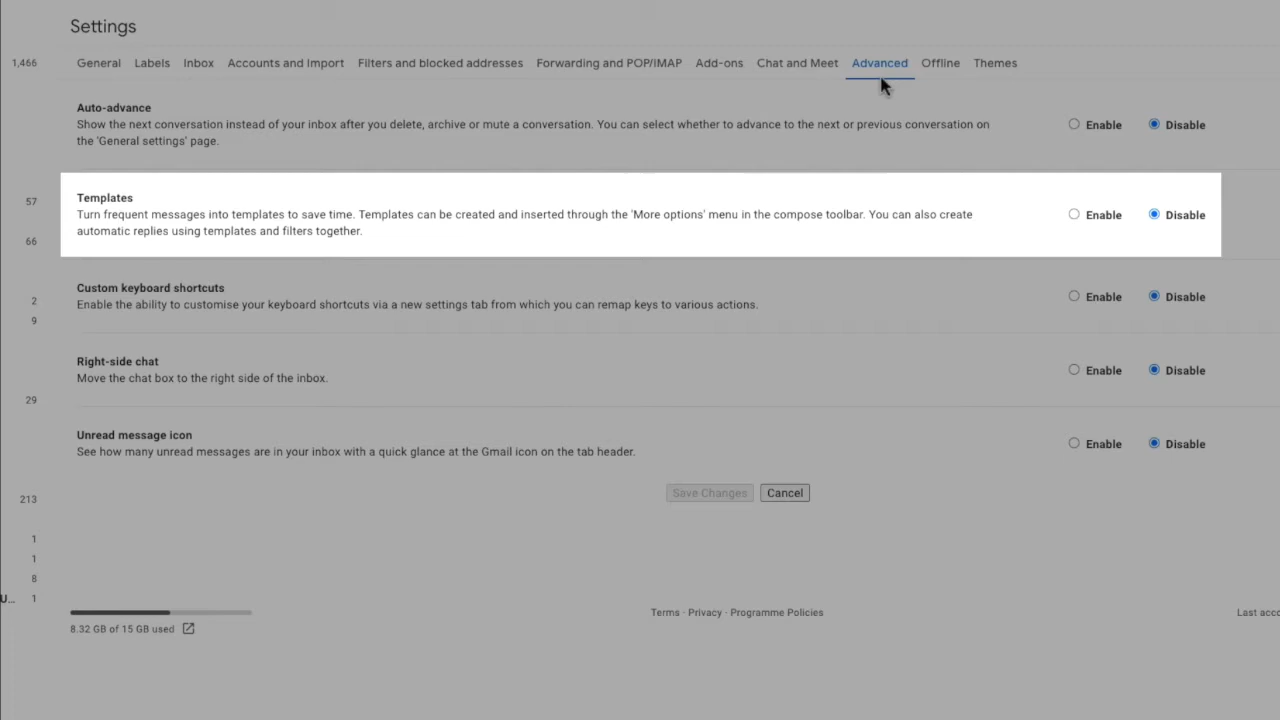 Settings
1,466
General Labels Inbox Accounts and Import Filters and blocked addresses Forwarding and POP/IMAP Add-ons Chat and Meet Advanced Offline Themes
Auto-advance
Show the next conversation instead of your inbox after you delete, archive or mute a conversation. You can select whether to advance to the next or previous conversation on
the 'General settings' page.
Enable Disable
57
66
Templates
Turn frequent messages into templates to save time. Templates can be created and inserted through the 'More options' menu in the compose toolbar. You can also create
automatic replies using templates and filters together.
Enable Disable
2
9
Custom keyboard shortcuts
Enable the ability to customise your keyboard shortcuts via a new settings tab from which you can remap keys to various actions.
Enable Disable
Right-side chat
Move the chat box to the right side of the inbox.
Enable Disable
29
Unread message icon
See how many unread messages are in your inbox with a quick glance at the Gmail icon on the tab header.
Enable Disable
Save Changes Cancel
213
1
1
8
U... 1
8.32 GB of 15 GB used
Terms · Privacy · Programme Policies
Last acco